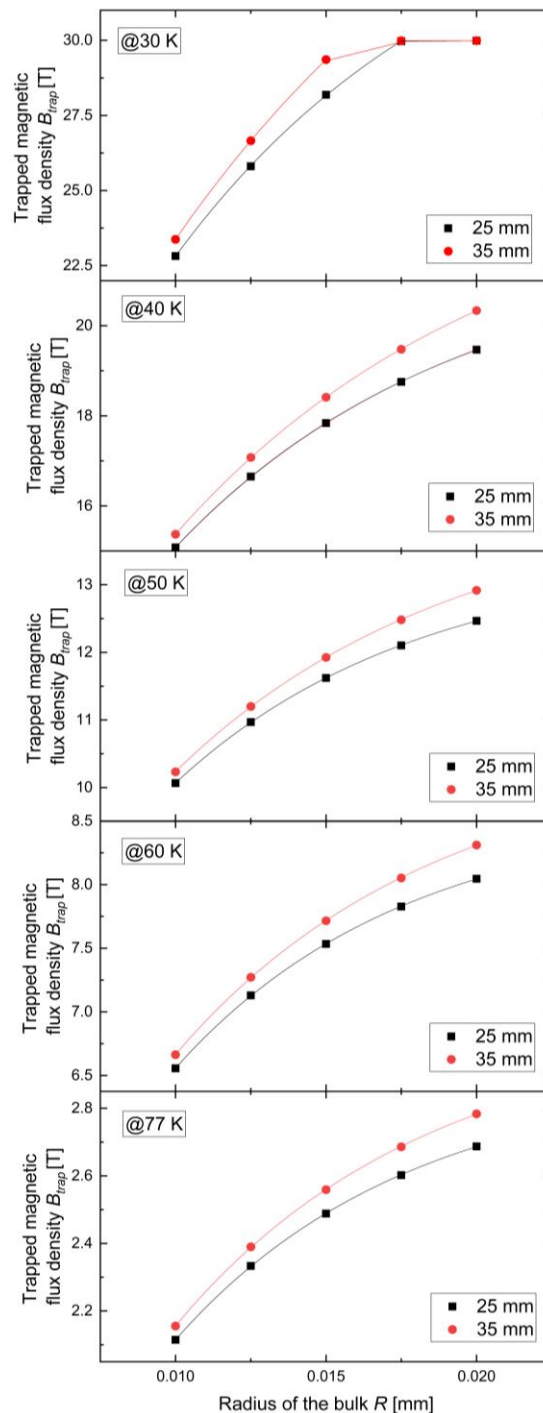 @30 K
30.0
27.5
25.0
22.5
Trapped magnetic
flux density B_trap [T]
25 mm
35 mm
@40 K
20
18
16
Trapped magnetic
flux density B_trap [T]
25 mm
35 mm
@50 K
13
12
11
10
Trapped magnetic
flux density B_trap [T]
25 mm
35 mm
@60 K
8.5
8.0
7.5
7.0
6.5
Trapped magnetic
flux density B_trap [T]
25 mm
35 mm
@77 K
2.8
2.6
2.4
2.2
Trapped magnetic
flux density B_trap [T]
25 mm
35 mm
0.010 0.015 0.020
Radius of the bulk R [mm]